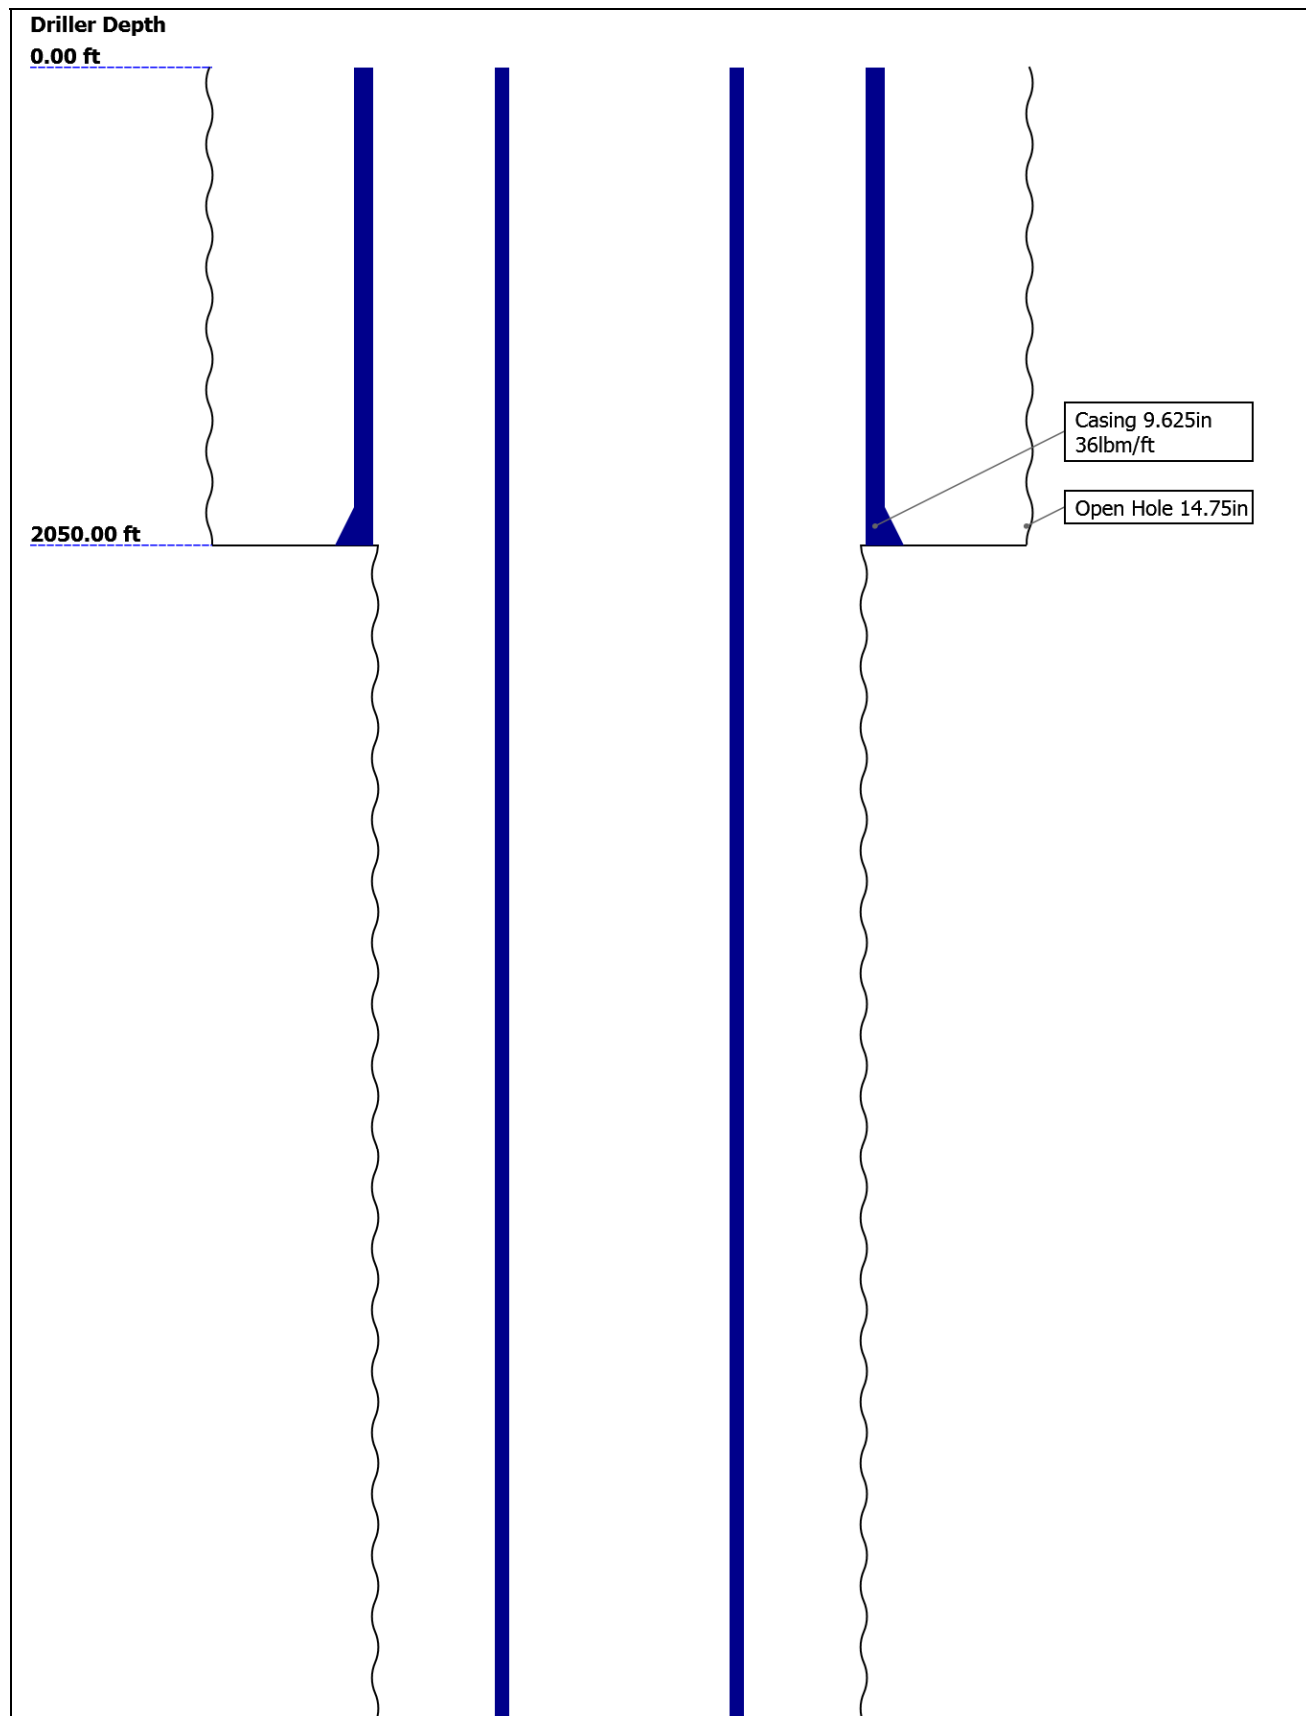 Driller Depth
0.00 ft
Casing 9.625in
36lbm/ft
Open Hole 14.75in
2050.00 ft